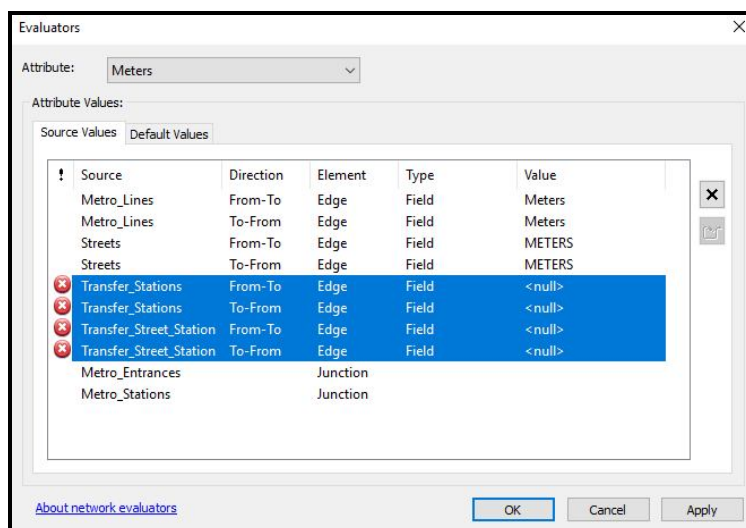 Evaluators
Attribute: Meters
Attribute Values:
Source Values Default Values
! Source Direction Element Type Value
Metro_Lines From-To Edge Field Meters
Metro_Lines To-From Edge Field Meters
Streets From-To Edge Field METERS
Streets To-From Edge Field METERS
Transfer_Stations From-To Edge Field <null>
Transfer_Stations To-From Edge Field <null>
Transfer_Street_Station From-To Edge Field <null>
Transfer_Street_Station To-From Edge Field <null>
Metro_Entrances Junction
Metro_Stations Junction
About network evaluators OK Cancel Apply